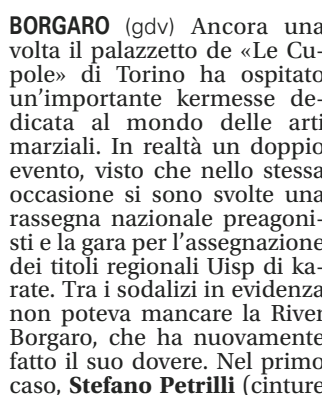 BORGARO (gdv) Ancora una
volta il palazzetto de «Le Cu-
pole» di Torino ha ospitato
un'importante kermesse de-
dicata al mondo delle arti
marziali. In realtà un doppio
evento, visto che nello stessa
occasione si sono svolte una
rassegna nazionale preagoni-
sti e la gara per l'assegnazione
dei titoli regionali Uisp di ka-
rate. Tra i sodalizi in evidenza
non poteva mancare la River
Borgaro, che ha nuovamente
fatto il suo dovere. Nel primo
caso, Stefano Petrilli (cinture